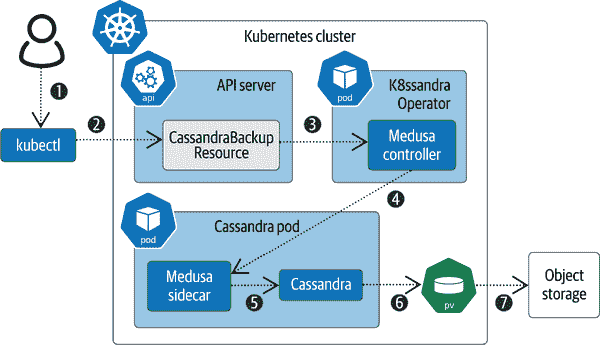 Kubernetes cluster
1
kubectl
2
api
API server
CassandraBackup
Resource
3
pod
K8ssandra
Operator
Medusa
controller
4
pod
Cassandra pod
Medusa
sidecar
5
Cassandra
6
pv
7
Object
storage